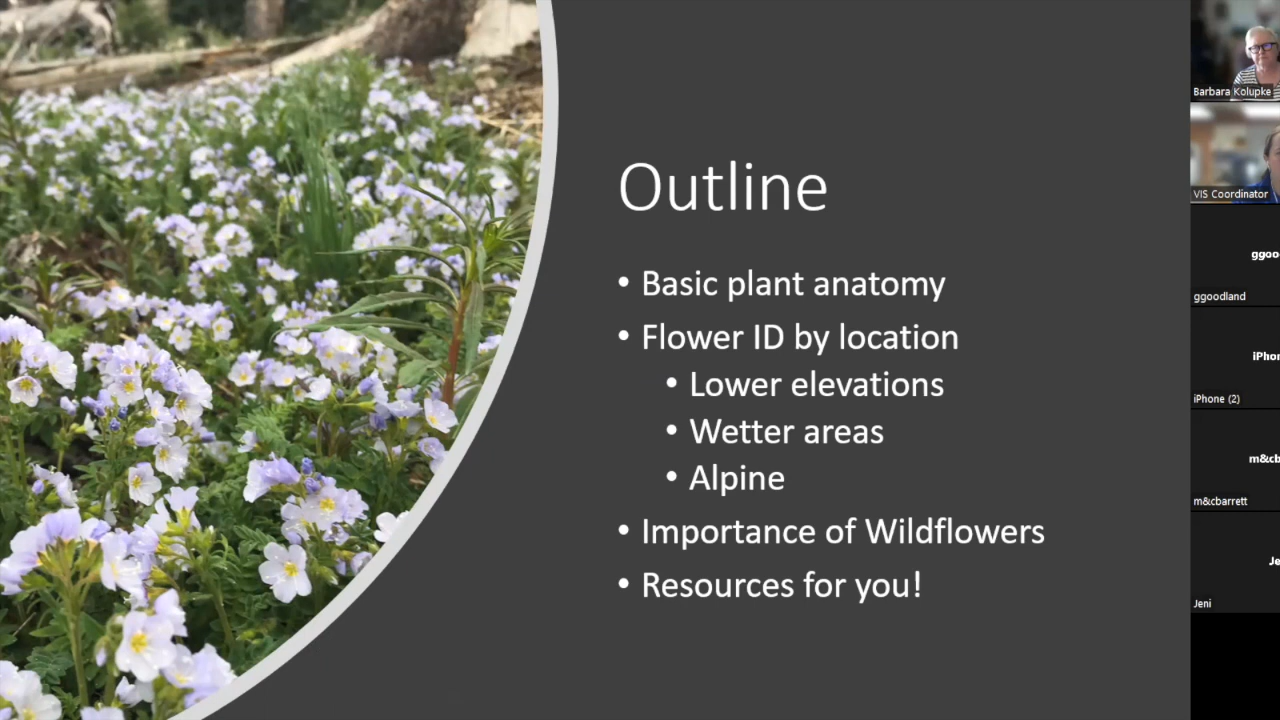 Outline
• Basic plant anatomy
• Flower ID by location
• Lower elevations
• Wetter areas
• Alpine
• Importance of Wildflowers
• Resources for you!
Barbara Kolupke
VIS Coordinator
ggoo
ggoodland
iPhon
iPhone (2)
m&cb
m&cbarrett
Je
Jeni